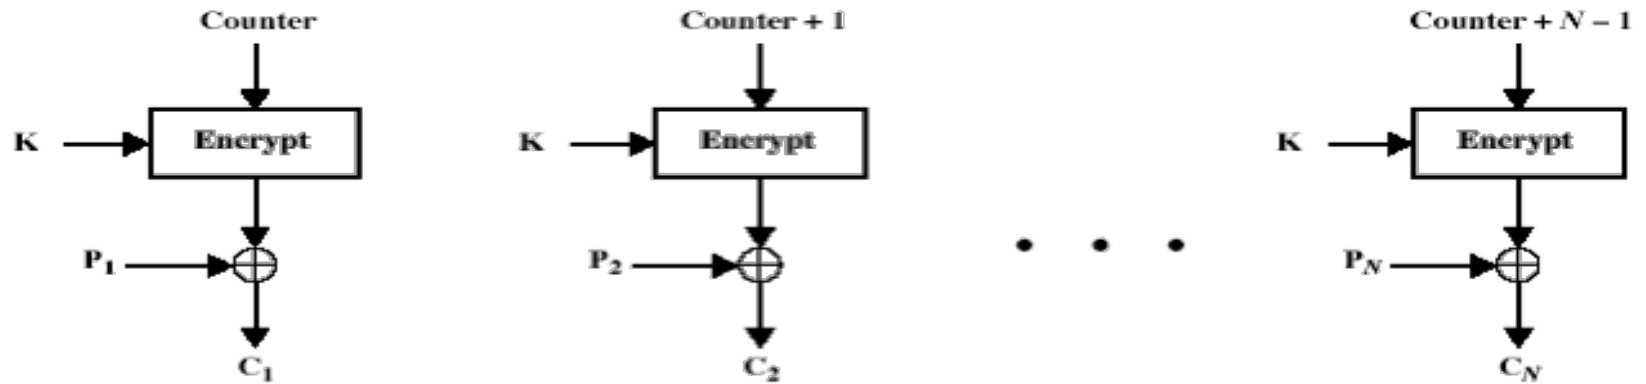 Counter Counter + 1 Counter + N – 1
K Encrypt K Encrypt K Encrypt
P1 P2 PN
C1 C2 CN